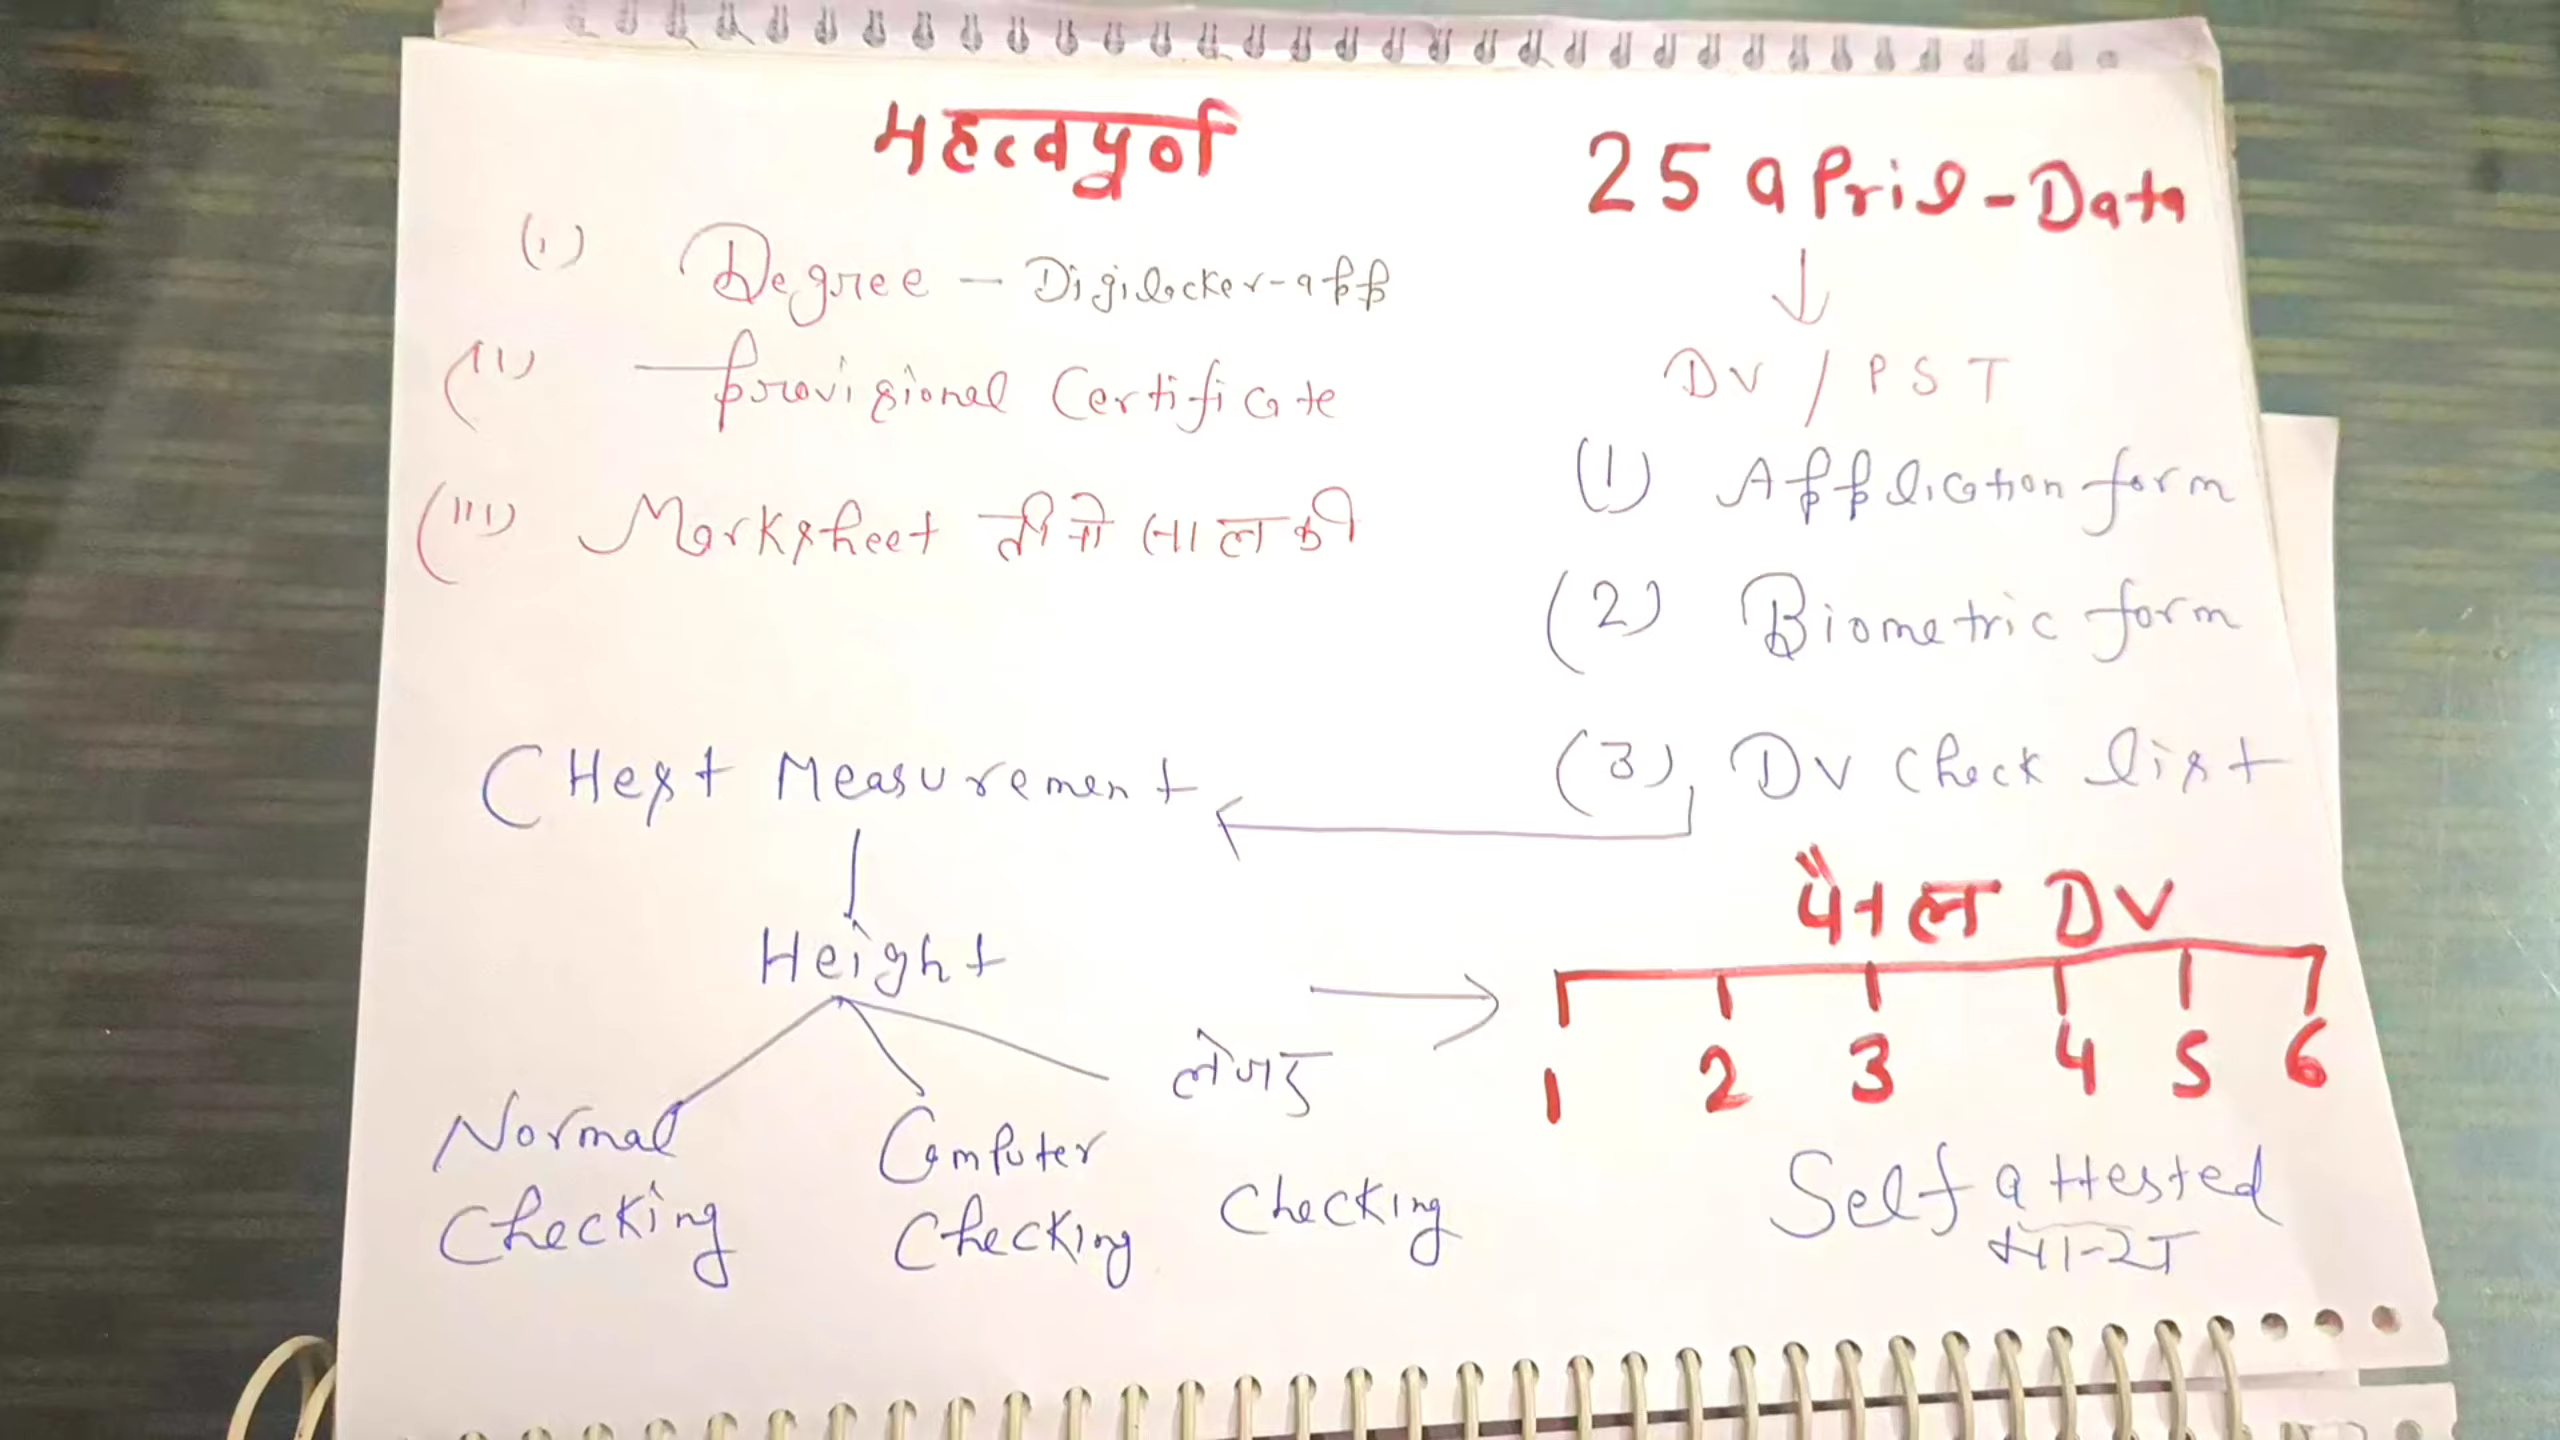 महत्वपूर्ण
(i) Degree - Digilocker-app
(ii) Provisional Certificate
(iii) Marksheet तीनो साल की
25 april - Data
DV / PST
(1) Application form
(2) Biometric form
(3) DV Check list
CHest Measurement
Height
Normal Checking
Computer Checking
Checking
पैनल DV
1 2 3 4 5 6
Self attested
मान्य